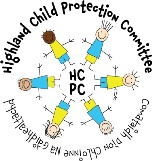 Highland Child Protection Committee
HC
PC
Comataidh Dìon Chloinne Na Gàidhealtachd